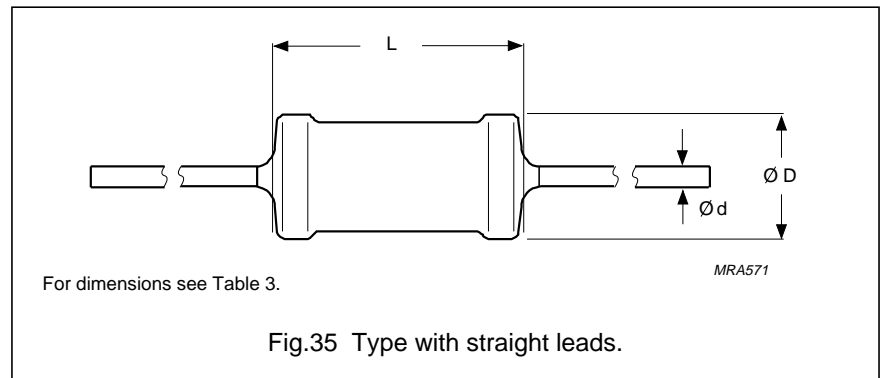 L
Ø D
Ø d
MRA571
For dimensions see Table 3.
Fig.35 Type with straight leads.